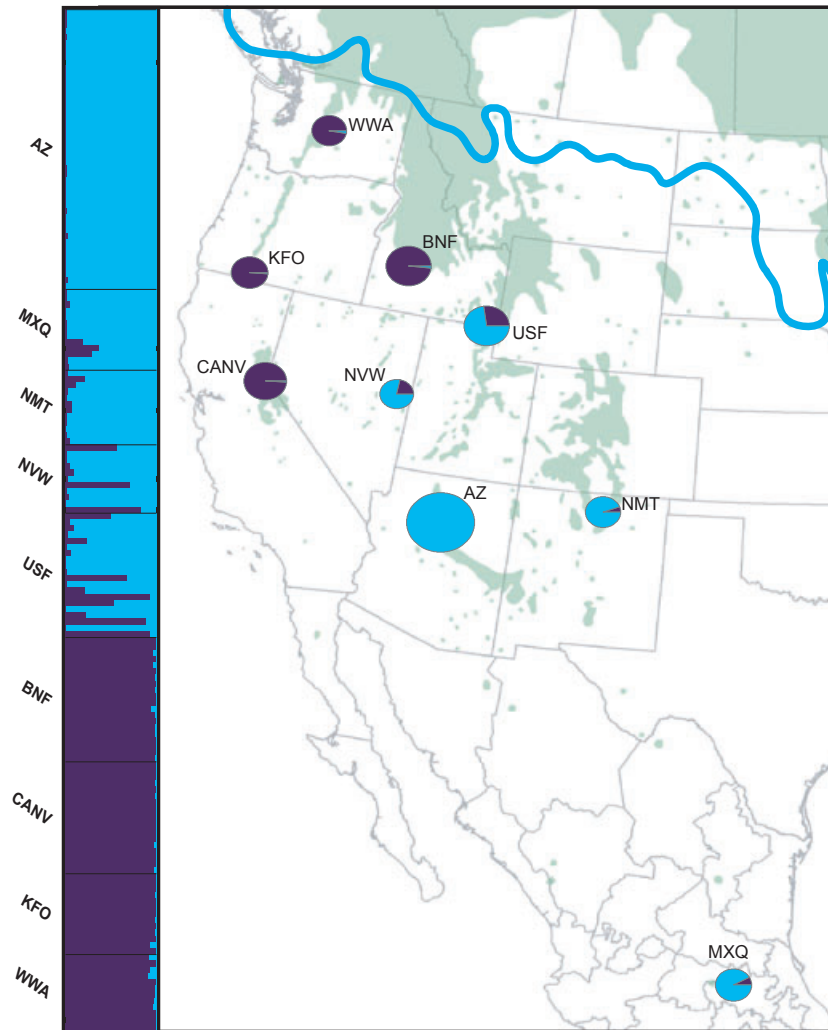 AZ
MXQ
NMT
NVW
USF
BNF
CANV
KFO
WWA
WWA
BNF
KFO
USF
CANV
NVW
AZ
NMT
MXQ